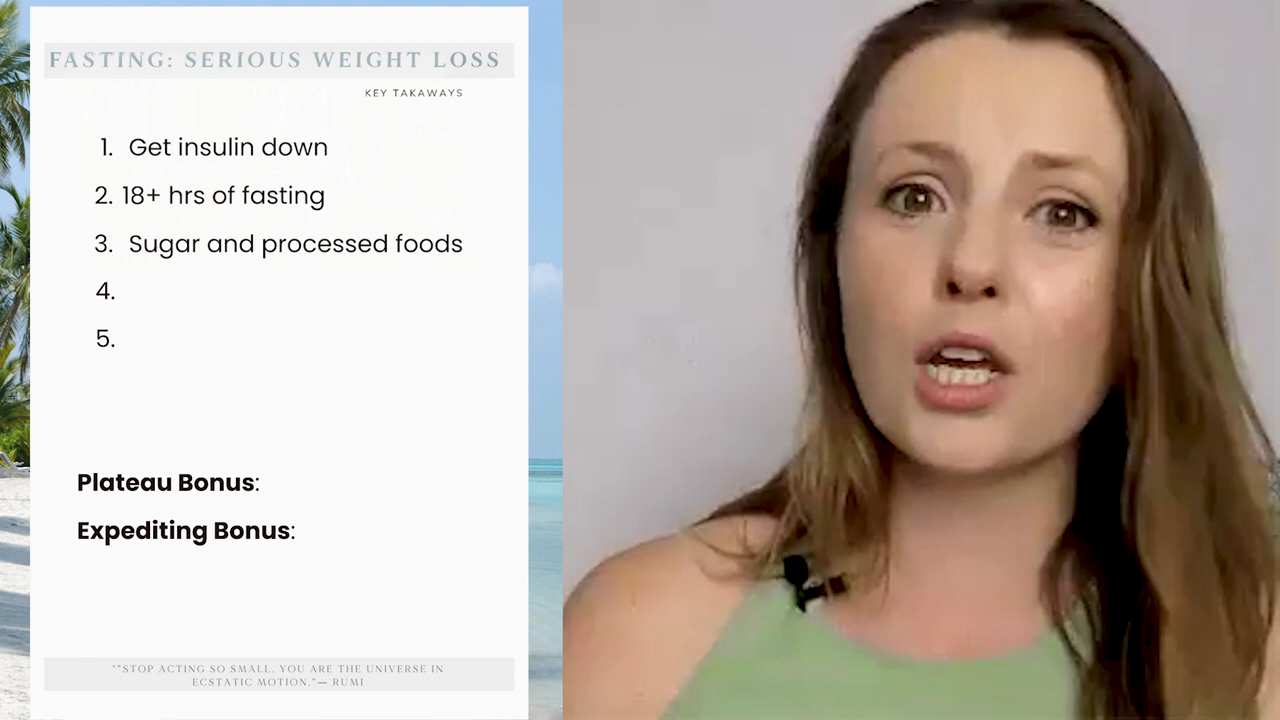 FASTING: SERIOUS WEIGHT LOSS
KEY TAKAWAYS
1. Get insulin down
2. 18+ hrs of fasting
3. Sugar and processed foods
4.
5.
Plateau Bonus:
Expediting Bonus:
""STOP ACTING SO SMALL. YOU ARE THE UNIVERSE IN
ECSTATIC MOTION."― RUMI